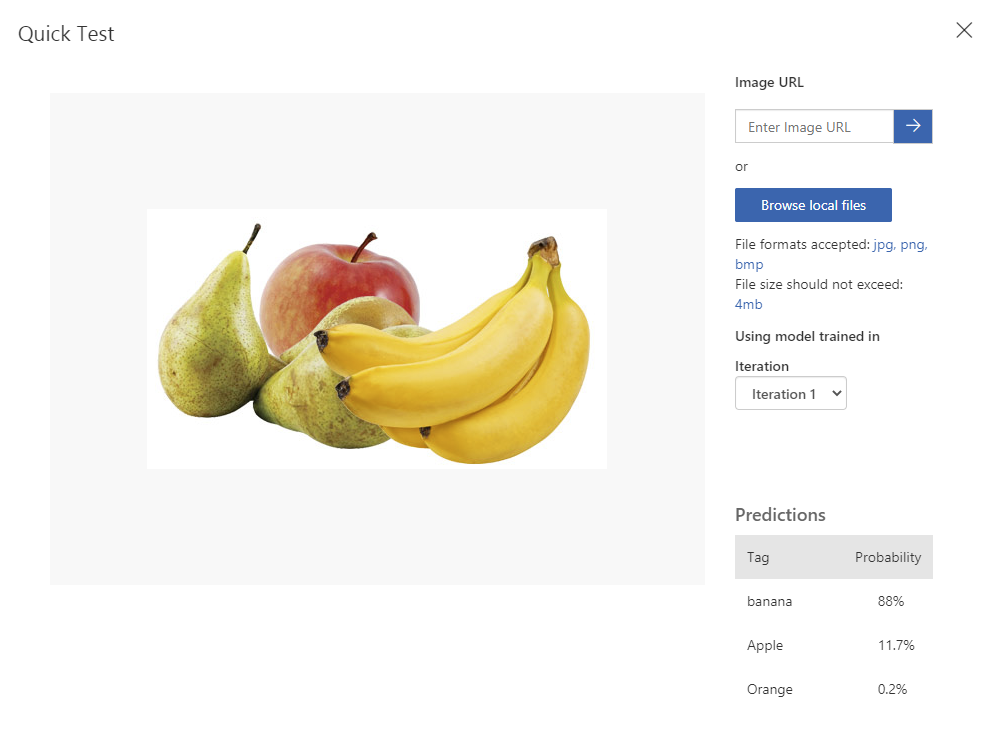 Quick Test
Image URL
Enter Image URL
or
Browse local files
File formats accepted: jpg, png,
bmp
File size should not exceed:
4mb
Using model trained in
Iteration
Iteration 1
Predictions
Tag Probability
banana 88%
Apple 11.7%
Orange 0.2%